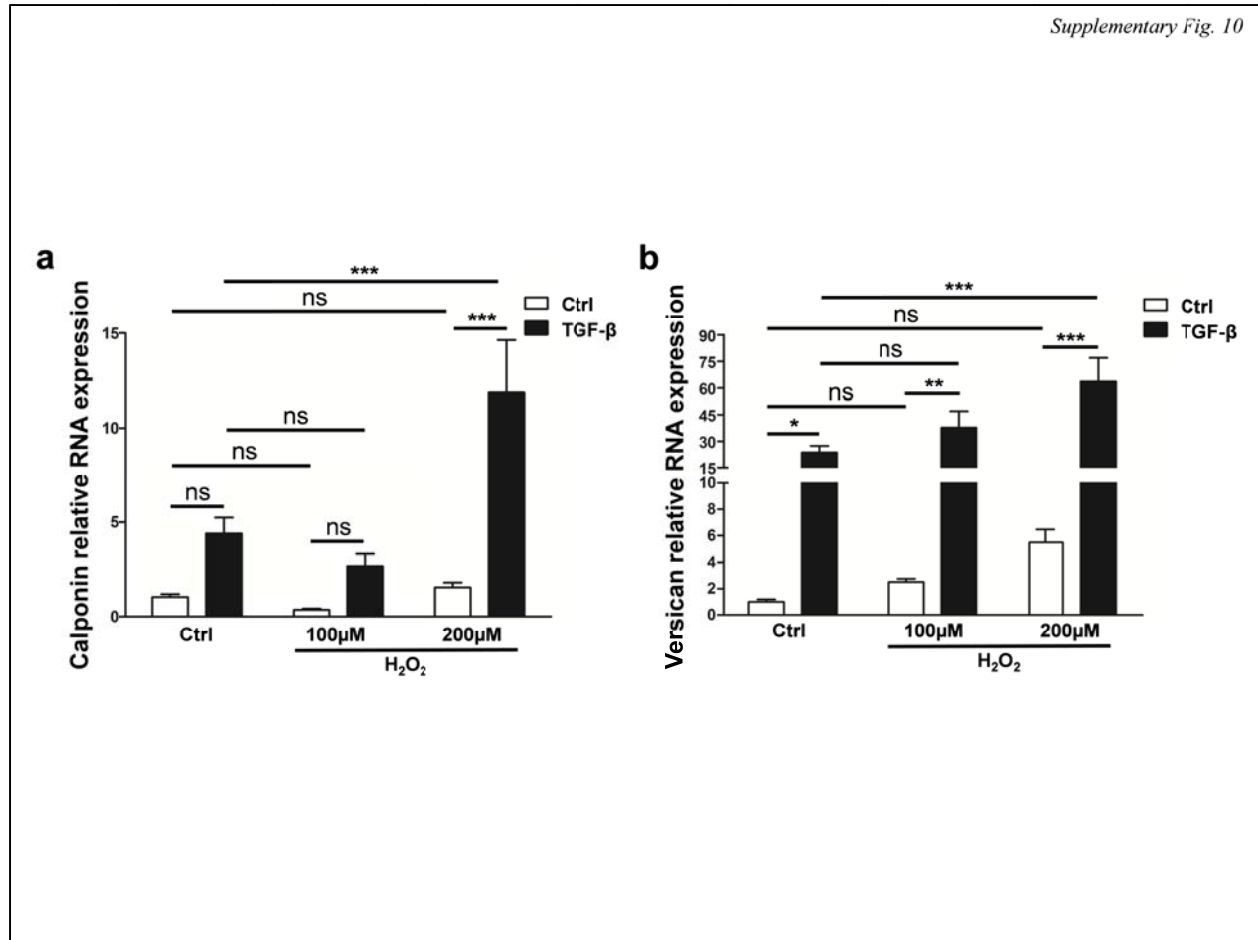 Supplementary Fig. 10
a
***
ns
Ctrl
TGF-β
***
ns
ns
ns
ns
Calponin relative RNA expression
15
10
5
0
Ctrl
100µM
200µM
H₂O₂
b
***
ns
Ctrl
TGF-β
***
ns
ns
**
*
Versican relative RNA expression
90
75
60
45
30
15
10
8
6
4
2
0
Ctrl
100µM
200µM
H₂O₂